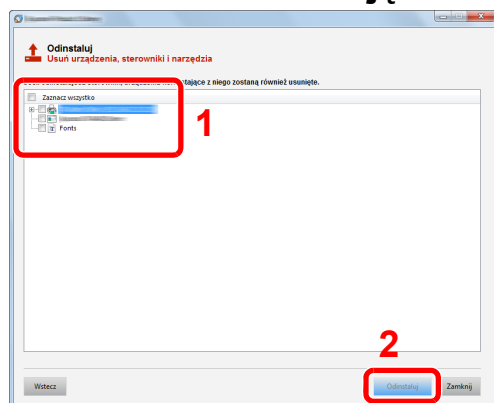 Odinstaluj
Usuń urządzenia, sterowniki i narzędzia
tające z niego zostaną również usunięte.
Zaznacz wszystko
1
Fonts
2
Wstecz
Odinstaluj
Zamknij